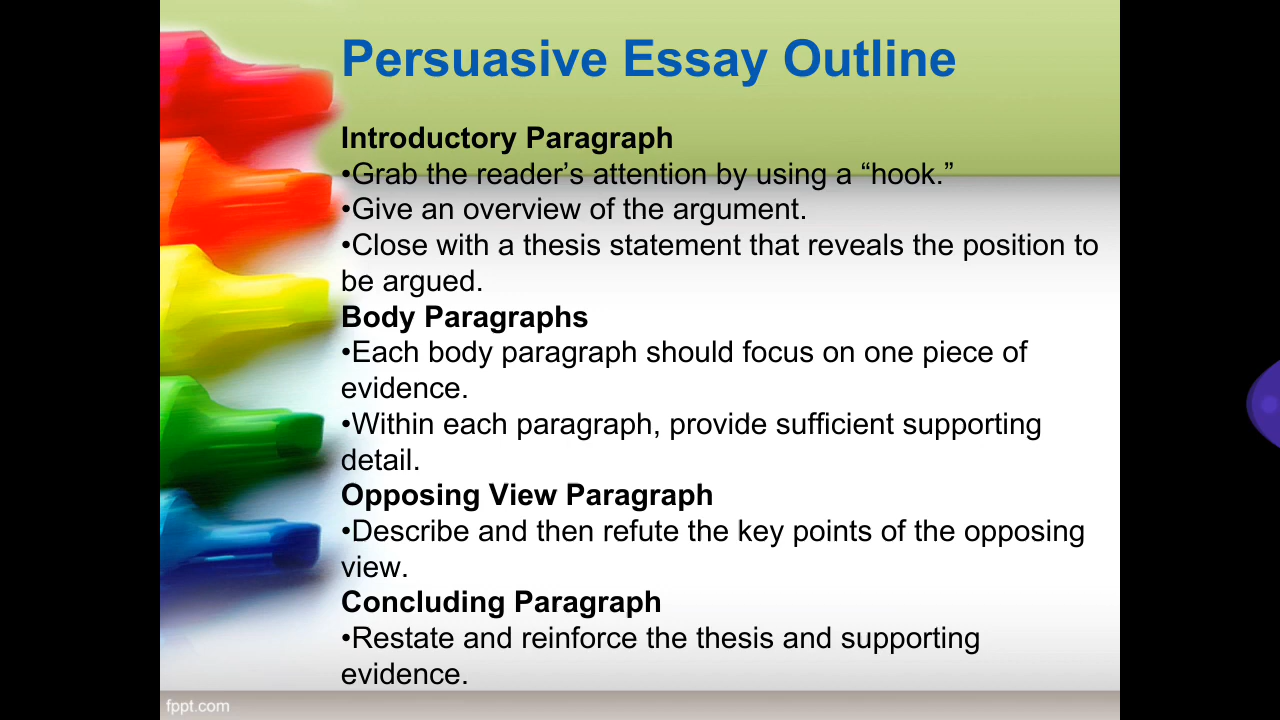 Persuasive Essay Outline
Introductory Paragraph
•Grab the reader’s attention by using a “hook.”
•Give an overview of the argument.
•Close with a thesis statement that reveals the position to
be argued.
Body Paragraphs
•Each body paragraph should focus on one piece of
evidence.
•Within each paragraph, provide sufficient supporting
detail.
Opposing View Paragraph
•Describe and then refute the key points of the opposing
view.
Concluding Paragraph
•Restate and reinforce the thesis and supporting
evidence.
fppt.com